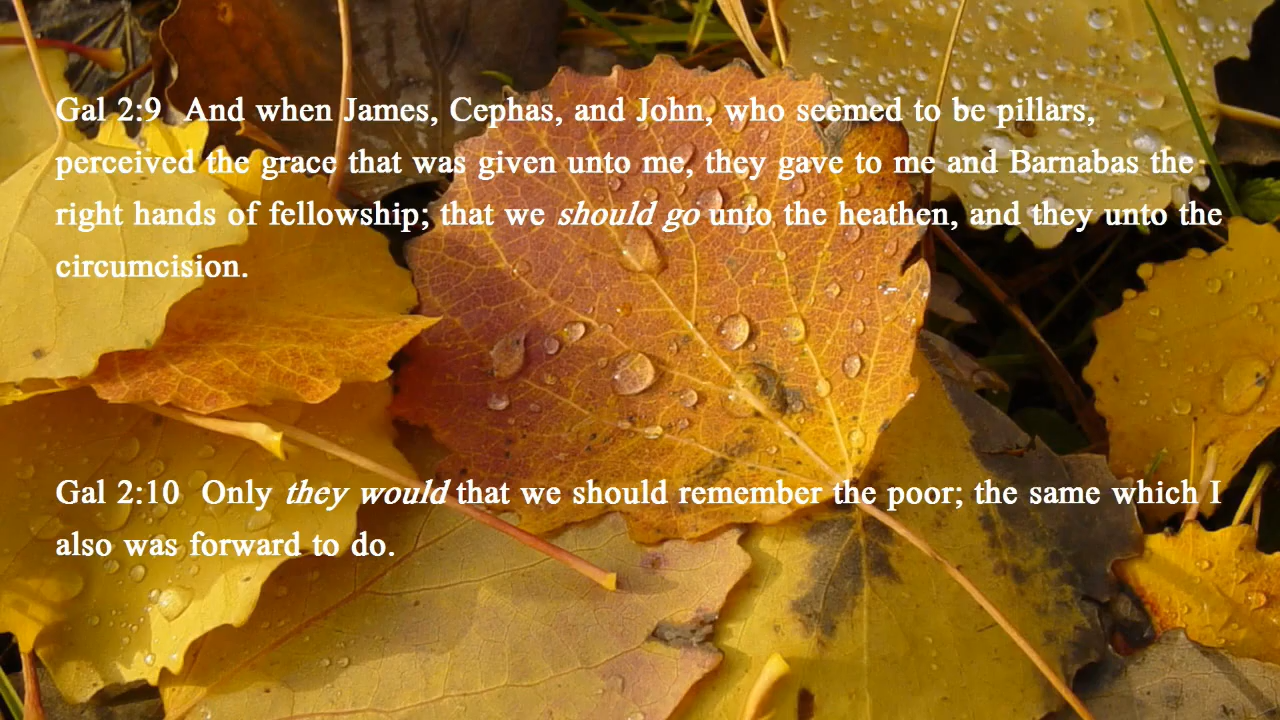 Gal 2:9 And when James, Cephas, and John, who seemed to be pillars,
perceived the grace that was given unto me, they gave to me and Barnabas the
right hands of fellowship; that we should go unto the heathen, and they unto the
circumcision.
Gal 2:10 Only they would that we should remember the poor; the same which I
also was forward to do.